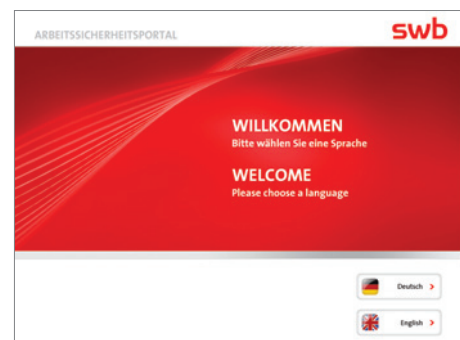 ARBEITSSICHERHEITSPORTAL
swb
WILLKOMMEN
Bitte wählen Sie eine Sprache
WELCOME
Please choose a language
Deutsch
English